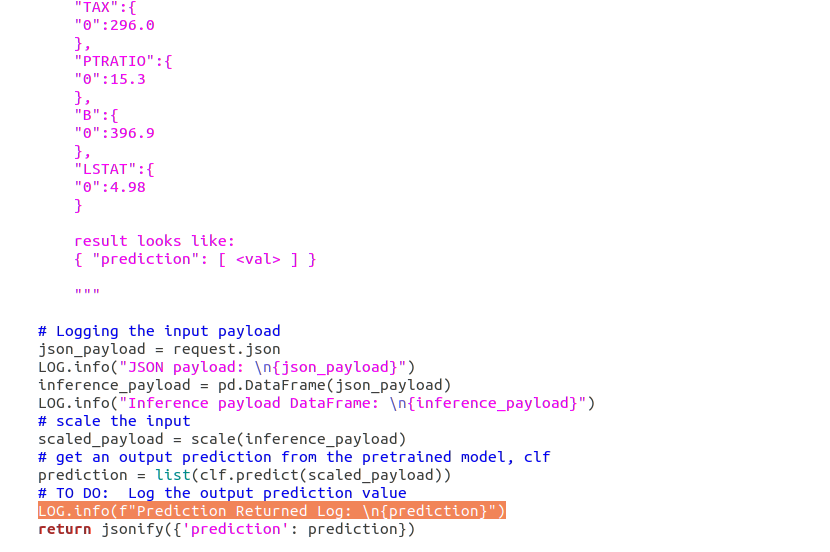 "TAX":{
"0":296.0
},
"PTRATIO":{
"0":15.3
},
"B":{
"0":396.9
},
"LSTAT":{
"0":4.98
}
result looks like:
{ "prediction": [ <val> ] }
"""
# Logging the input payload
json_payload = request.json
LOG.info("JSON payload: \n{json_payload}")
inference_payload = pd.DataFrame(json_payload)
LOG.info("Inference payload DataFrame: \n{inference_payload}")
# scale the input
scaled_payload = scale(inference_payload)
# get an output prediction from the pretrained model, clf
prediction = list(clf.predict(scaled_payload))
# TO DO:  Log the output prediction value
LOG.info(f"Prediction Returned Log: \n{prediction}")
return jsonify({'prediction': prediction})